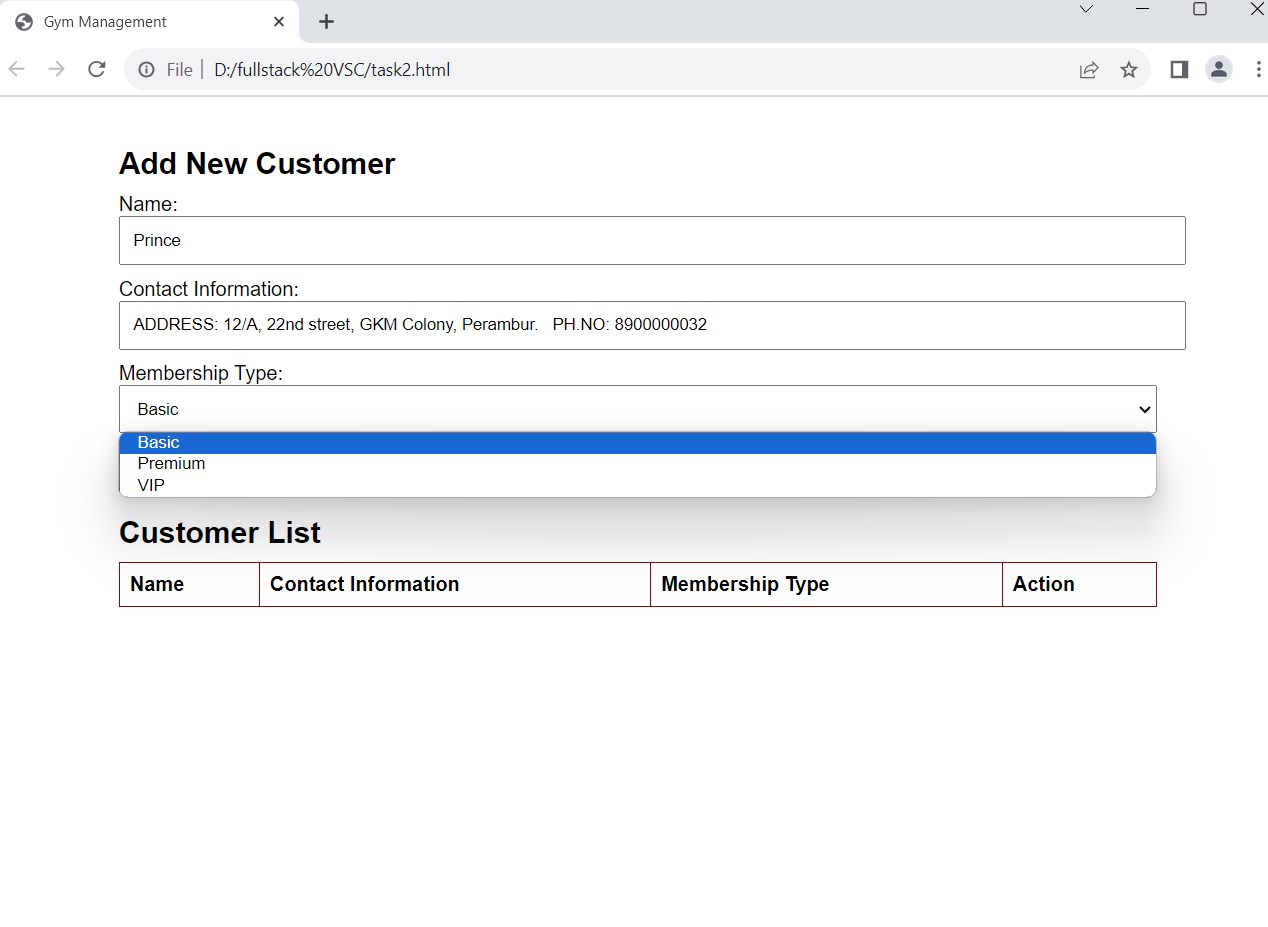 Gym Management
File D:/fullstack%20VSC/task2.html
Add New Customer
Name:
Prince
Contact Information:
ADDRESS: 12/A, 22nd street, GKM Colony, Perambur.   PH.NO: 8900000032
Membership Type:
Basic
Basic
Premium
VIP
Customer List
Name Contact Information Membership Type Action